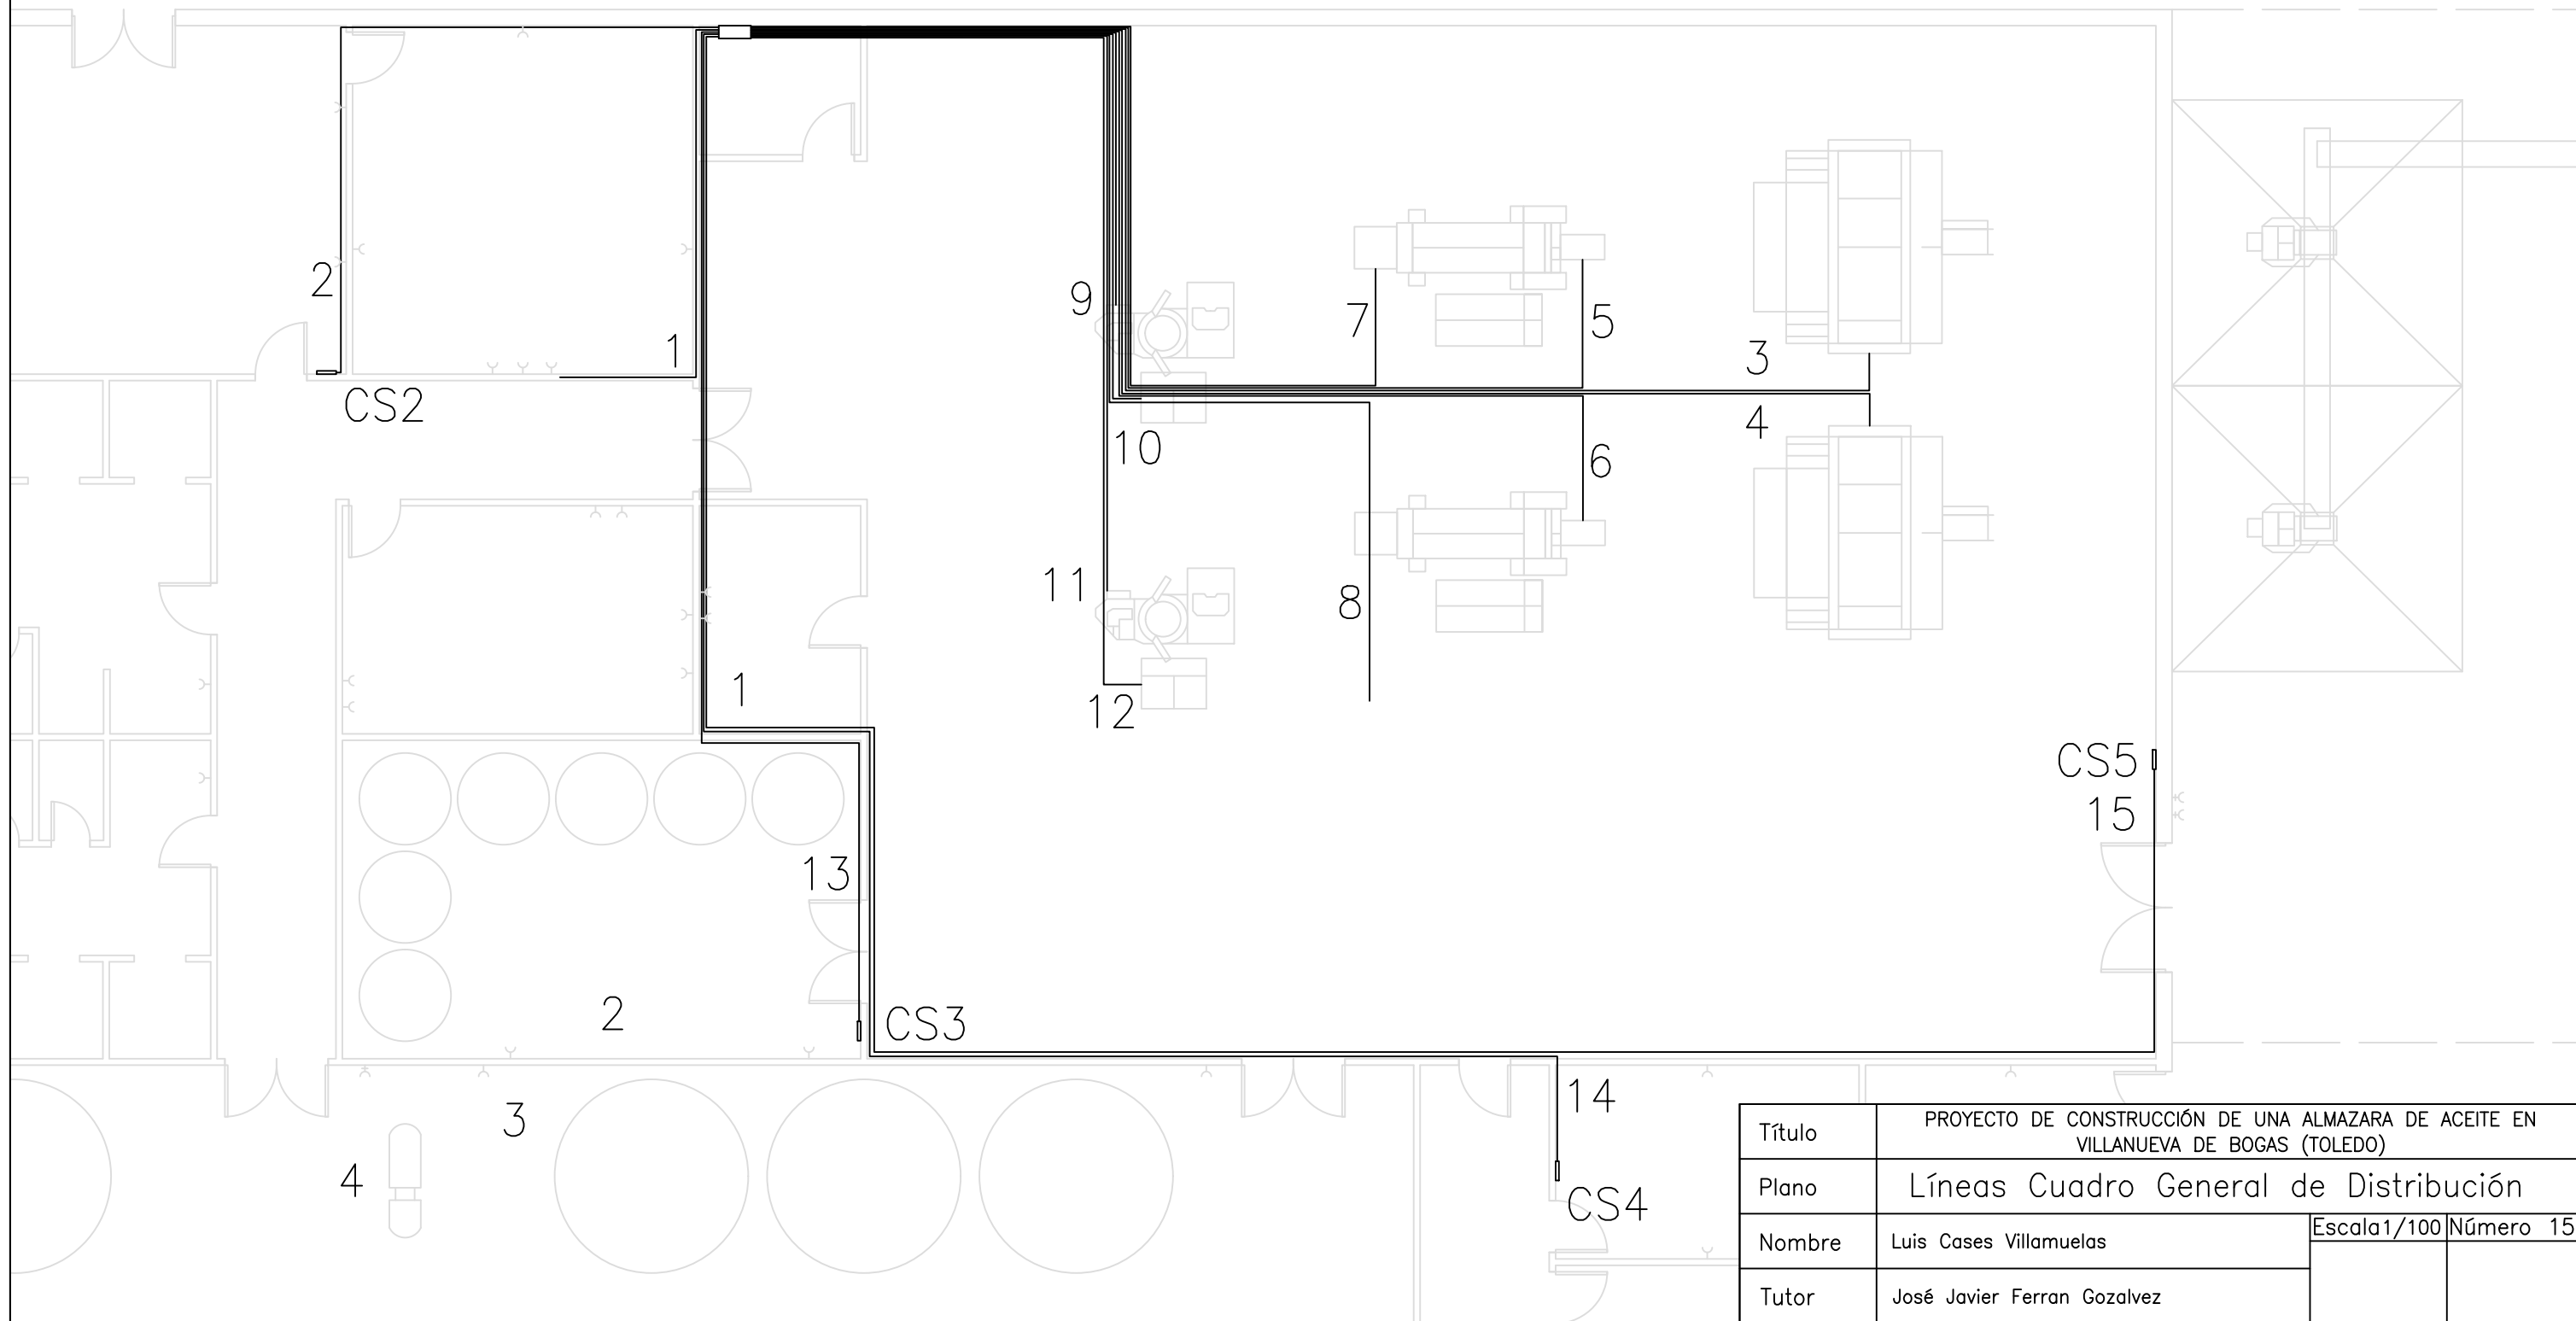 2
1
CS2
9
7
5
3
4
10
6
11
8
1
12
CS5
15
13
2
CS3
3
4
14
CS4
Título
PROYECTO DE CONSTRUCCIÓN DE UNA ALMAZARA DE ACEITE EN
VILLANUEVA DE BOGAS (TOLEDO)
Plano
Líneas Cuadro General de Distribución
Nombre
Luis Cases Villamuelas
Escala1/100
Número 15
Tutor
José Javier Ferran Gozalvez